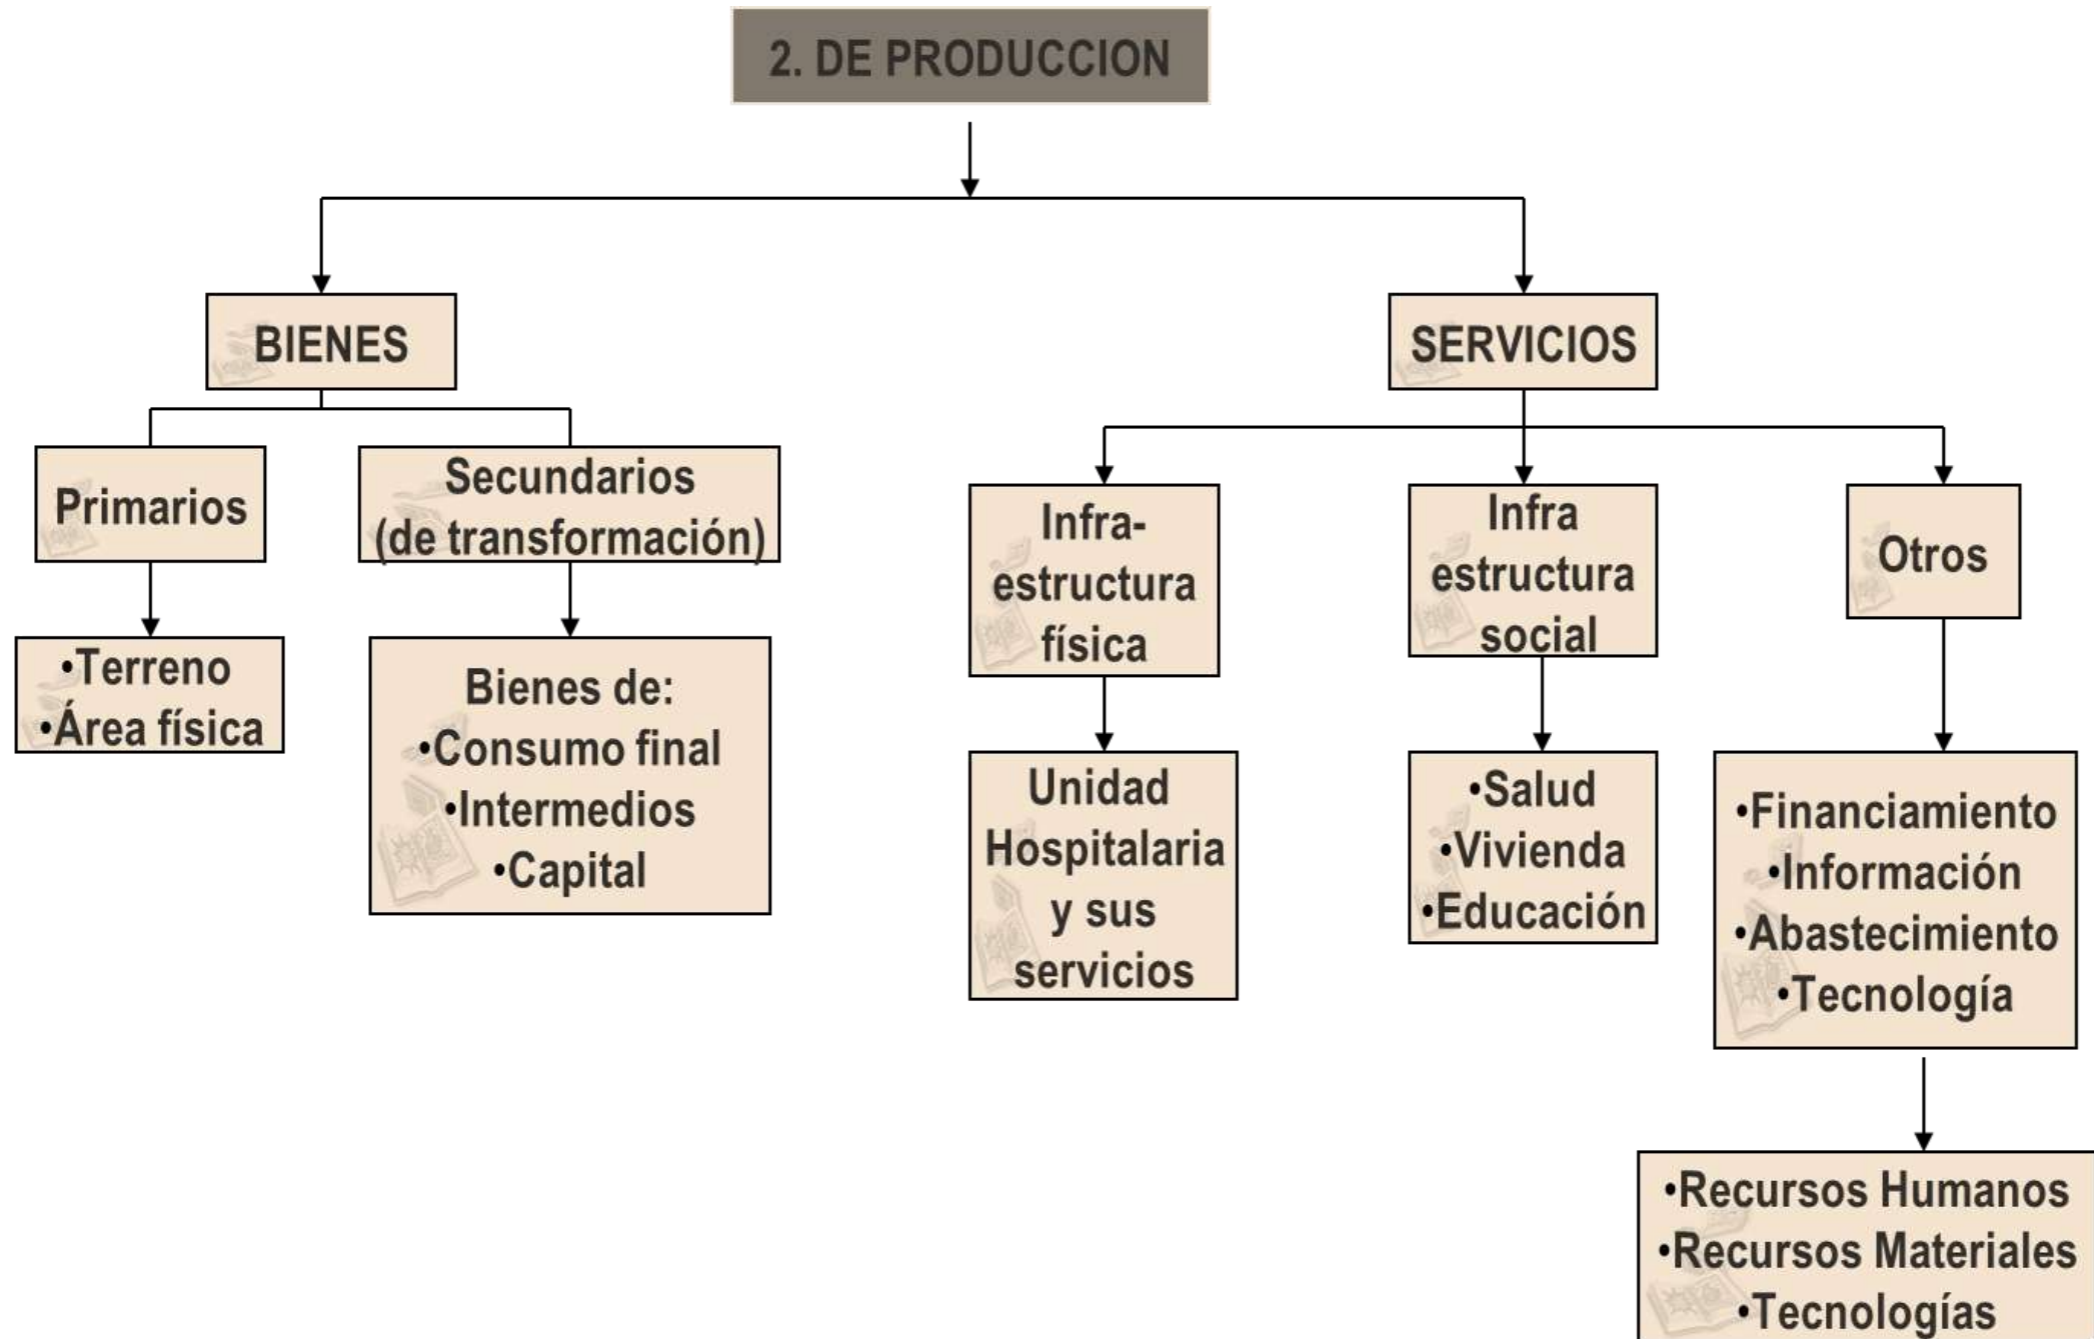 2. DE PRODUCCION
BIENES
SERVICIOS
Primarios
Secundarios
(de transformación)
•Terreno
•Área física
Bienes de:
•Consumo final
•Intermedios
•Capital
Infra-
estructura
física
Infra
estructura
social
Otros
Unidad
Hospitalaria
y sus
servicios
•Salud
•Vivienda
•Educación
•Financiamiento
•Información
•Abastecimiento
•Tecnología
•Recursos Humanos
•Recursos Materiales
•Tecnologías